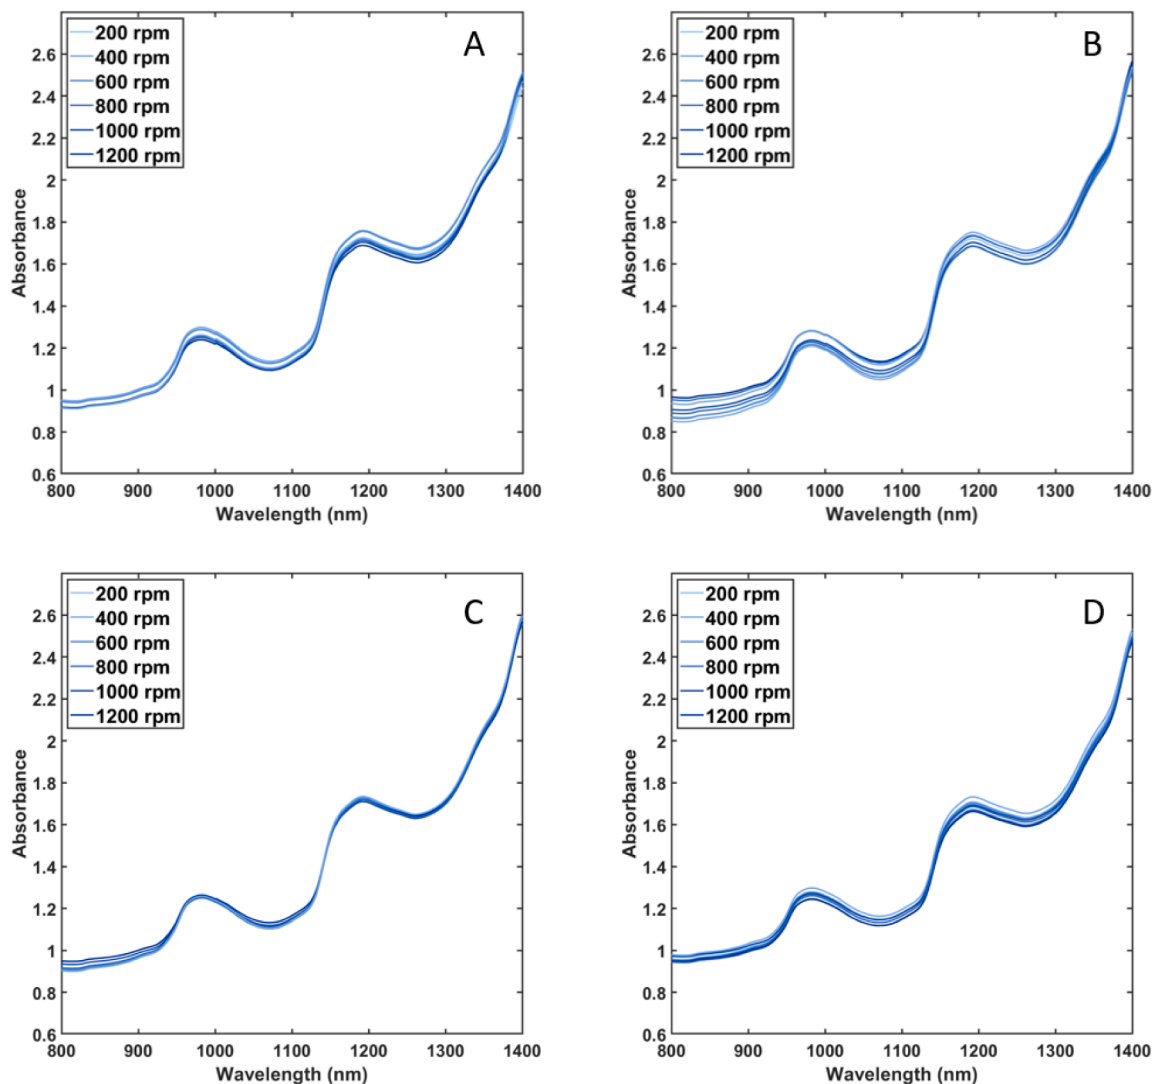 A
200 rpm
400 rpm
600 rpm
800 rpm
1000 rpm
1200 rpm
2.6
2.4
2.2
2
1.8
1.6
1.4
1.2
1
0.8
0.6
Absorbance
800 900 1000 1100 1200 1300 1400
Wavelength (nm)
B
200 rpm
400 rpm
600 rpm
800 rpm
1000 rpm
1200 rpm
2.6
2.4
2.2
2
1.8
1.6
1.4
1.2
1
0.8
0.6
Absorbance
800 900 1000 1100 1200 1300 1400
Wavelength (nm)
C
200 rpm
400 rpm
600 rpm
800 rpm
1000 rpm
1200 rpm
2.6
2.4
2.2
2
1.8
1.6
1.4
1.2
1
0.8
0.6
Absorbance
800 900 1000 1100 1200 1300 1400
Wavelength (nm)
D
200 rpm
400 rpm
600 rpm
800 rpm
1000 rpm
1200 rpm
2.6
2.4
2.2
2
1.8
1.6
1.4
1.2
1
0.8
0.6
Absorbance
800 900 1000 1100 1200 1300 1400
Wavelength (nm)